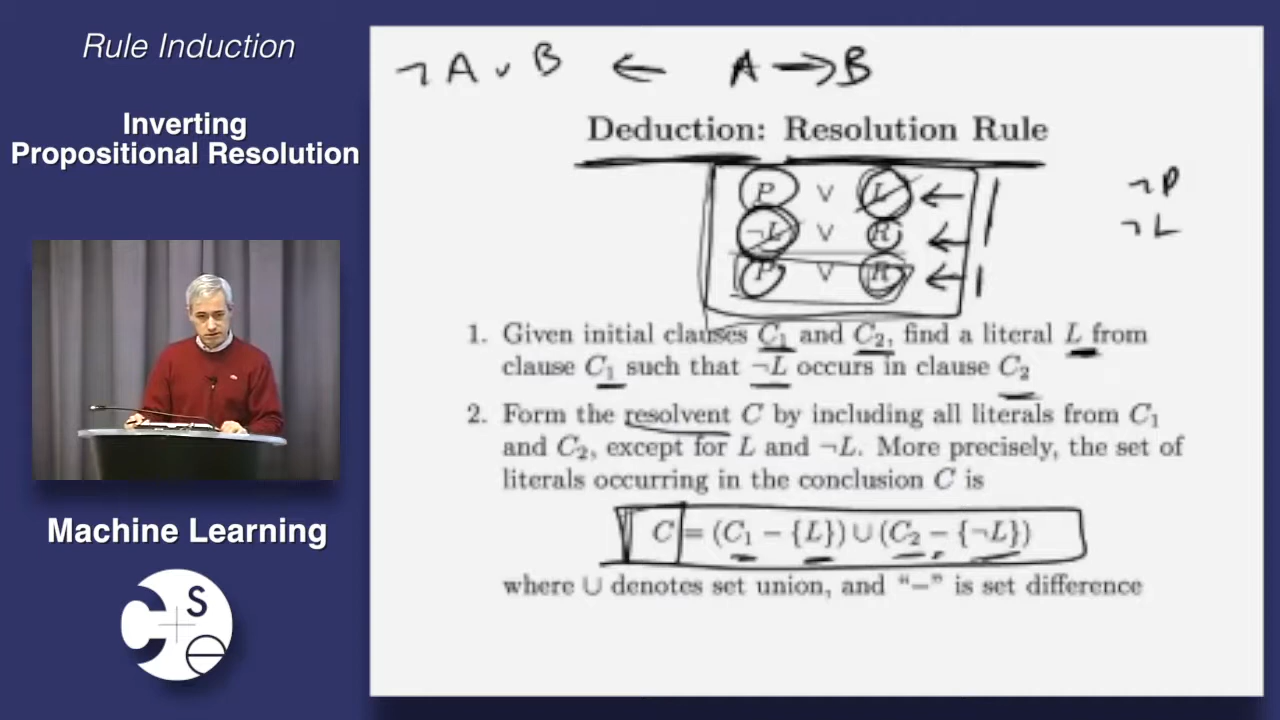 Rule Induction
Inverting
Propositional Resolution
Machine Learning
C S e
¬ A ∨ B ← A → B
Deduction: Resolution Rule
P ∨ L ←
¬L ∨ R ←
P ∨ R ←
¬P
¬L
1. Given initial clauses C₁ and C₂, find a literal L from
clause C₁ such that ¬L occurs in clause C₂
2. Form the resolvent C by including all literals from C₁
and C₂, except for L and ¬L. More precisely, the set of
literals occurring in the conclusion C is
C = (C₁ − {L}) ∪ (C₂ − {¬L})
where ∪ denotes set union, and “−” is set difference